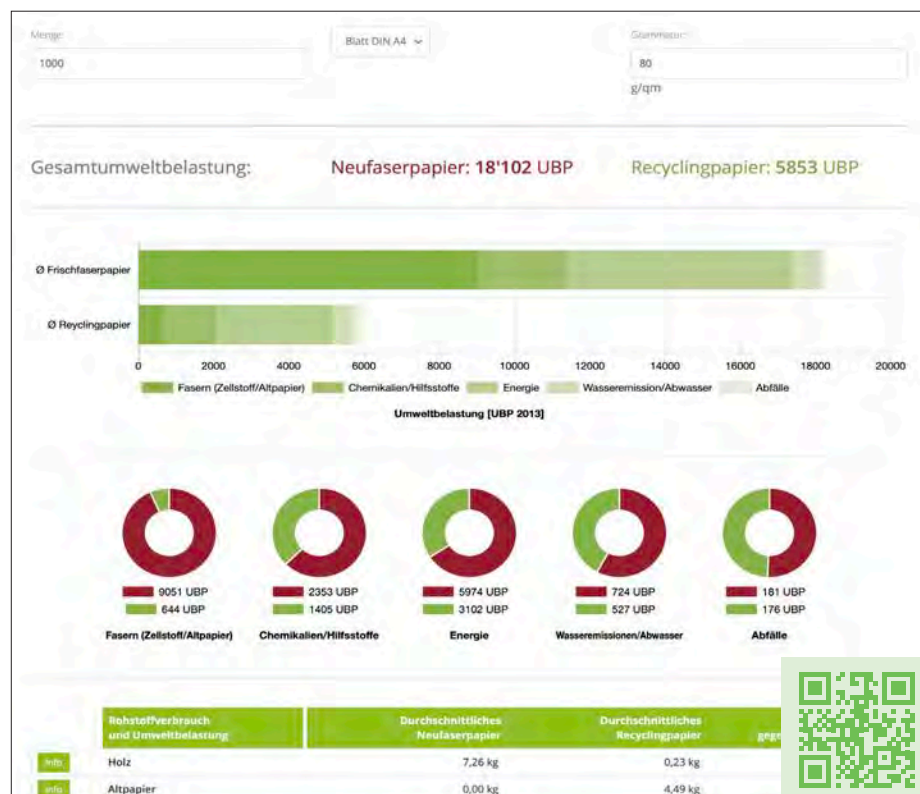 Menge:
Blatt DIN A4
Grammatur:
1000
80
g/qm
Gesamtumweltbelastung:
Neufaserpapier: 18'102 UBP
Recyclingpapier: 5853 UBP
Ø Frischfaserpapier
Ø Reyclingpapier
0 2000 4000 6000 8000 10000 12000 14000 16000 18000 20000
Fasern (Zellstoff/Altpapier) Chemikalien/Hilfsstoffe Energie Wasseremission/Abwasser Abfälle
Umweltbelastung [UBP 2013]
9051 UBP
644 UBP
Fasern (Zellstoff/Altpapier)
2353 UBP
1405 UBP
Chemikalien/Hilfsstoffe
5974 UBP
3102 UBP
Energie
724 UBP
527 UBP
Wasseremissionen/Abwasser
181 UBP
176 UBP
Abfälle
Rohstoffverbrauch
und Umweltbelastung
Durchschnittliches
Neufaserpapier
Durchschnittliches
Recyclingpapier
info Holz 7,26 kg 0,23 kg
info Altpapier 0,00 kg 4,49 kg